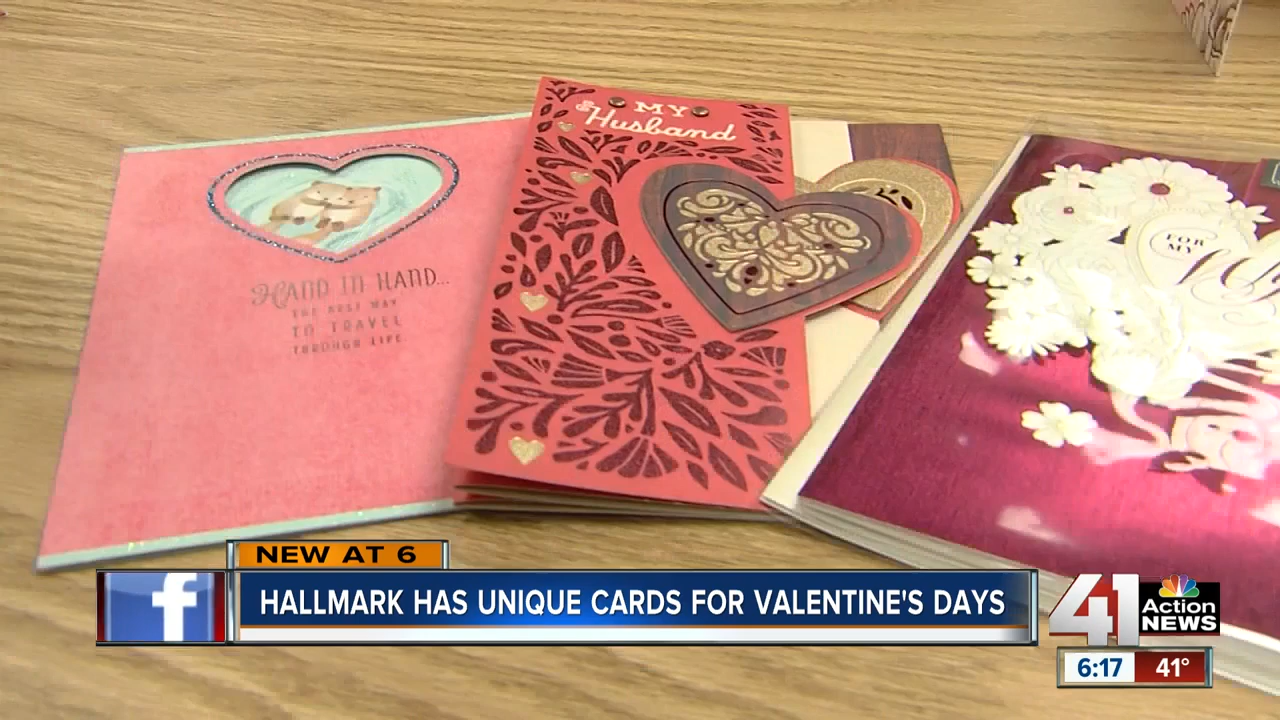 MY
Husband
FOR
MY
HAND IN HAND...
THE BEST WAY
TO TRAVEL
THROUGH LIFE
NEW AT 6
HALLMARK HAS UNIQUE CARDS FOR VALENTINE'S DAYS
41
Action
NEWS
6:17 41°